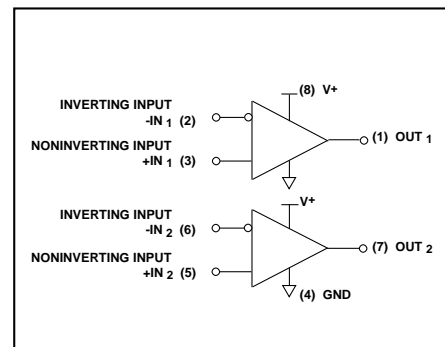 (8) V+
INVERTING INPUT
-IN 1 (2)
(1) OUT 1
NONINVERTING INPUT
+IN 1 (3)
V+
INVERTING INPUT
-IN 2 (6)
(7) OUT 2
NONINVERTING INPUT
+IN 2 (5)
(4) GND